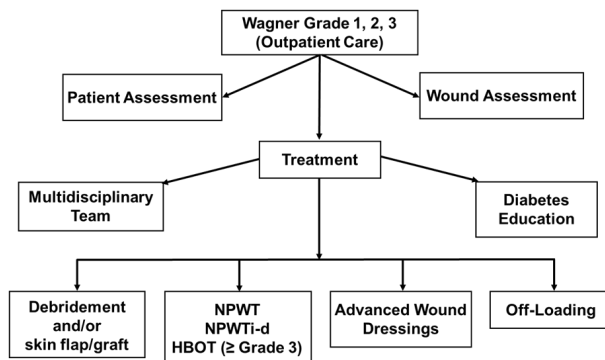 Wagner Grade 1, 2, 3
(Outpatient Care)
Patient Assessment
Wound Assessment
Treatment
Multidisciplinary
Team
Diabetes
Education
Debridement
and/or
skin flap/graft
NPWT
NPWTi-d
HBOT (≥ Grade 3)
Advanced Wound
Dressings
Off-Loading